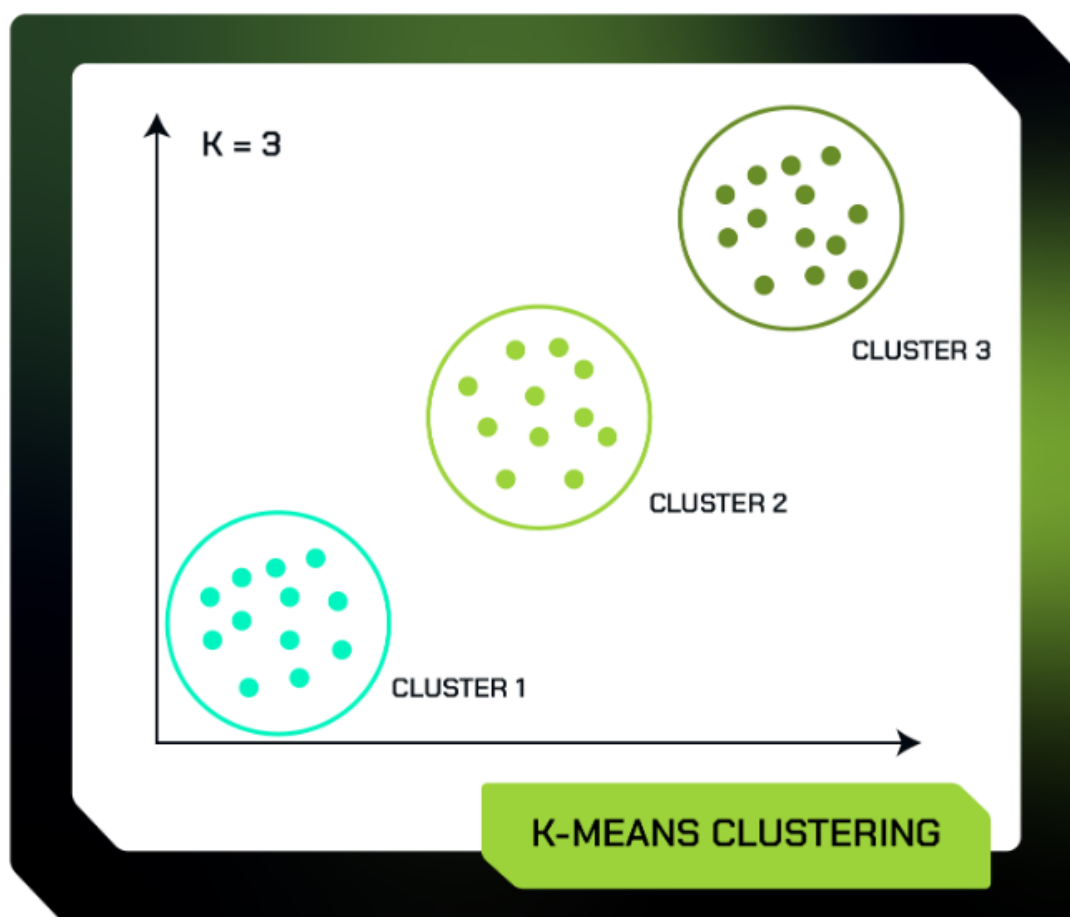 K = 3
CLUSTER 3
CLUSTER 2
CLUSTER 1
K-MEANS CLUSTERING